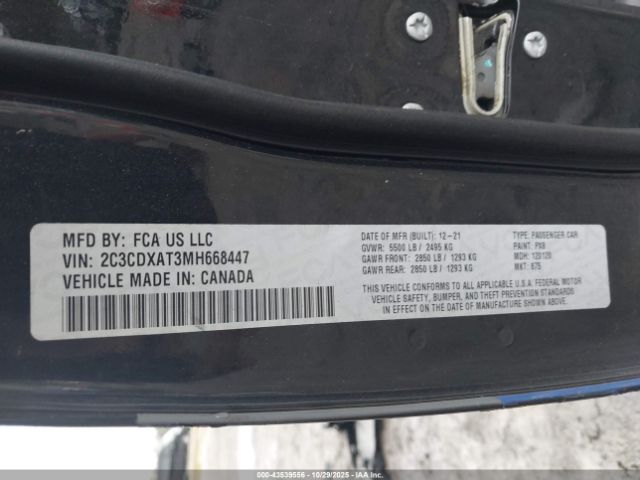 MFD BY: FCA US LLC
VIN: 2C3CDXAT3MH668447
VEHICLE MADE IN: CANADA
DATE OF MFR (BUILT): 12-21
GVWR: 5500 LB / 2495 KG
GAWR FRONT: 2850 LB / 1293 KG
GAWR REAR: 2850 LB / 1293 KG
TYPE: PASSENGER CAR
PAINT: PX8
MDH: 120120
MKT: 675
THIS VEHICLE CONFORMS TO ALL APPLICABLE U.S.A. FEDERAL MOTOR
VEHICLE SAFETY, BUMPER, AND THEFT PREVENTION STANDARDS
IN EFFECT ON THE DATE OF MANUFACTURE SHOWN ABOVE.
000-43539556 • 10/29/2025 • IAAI.COM